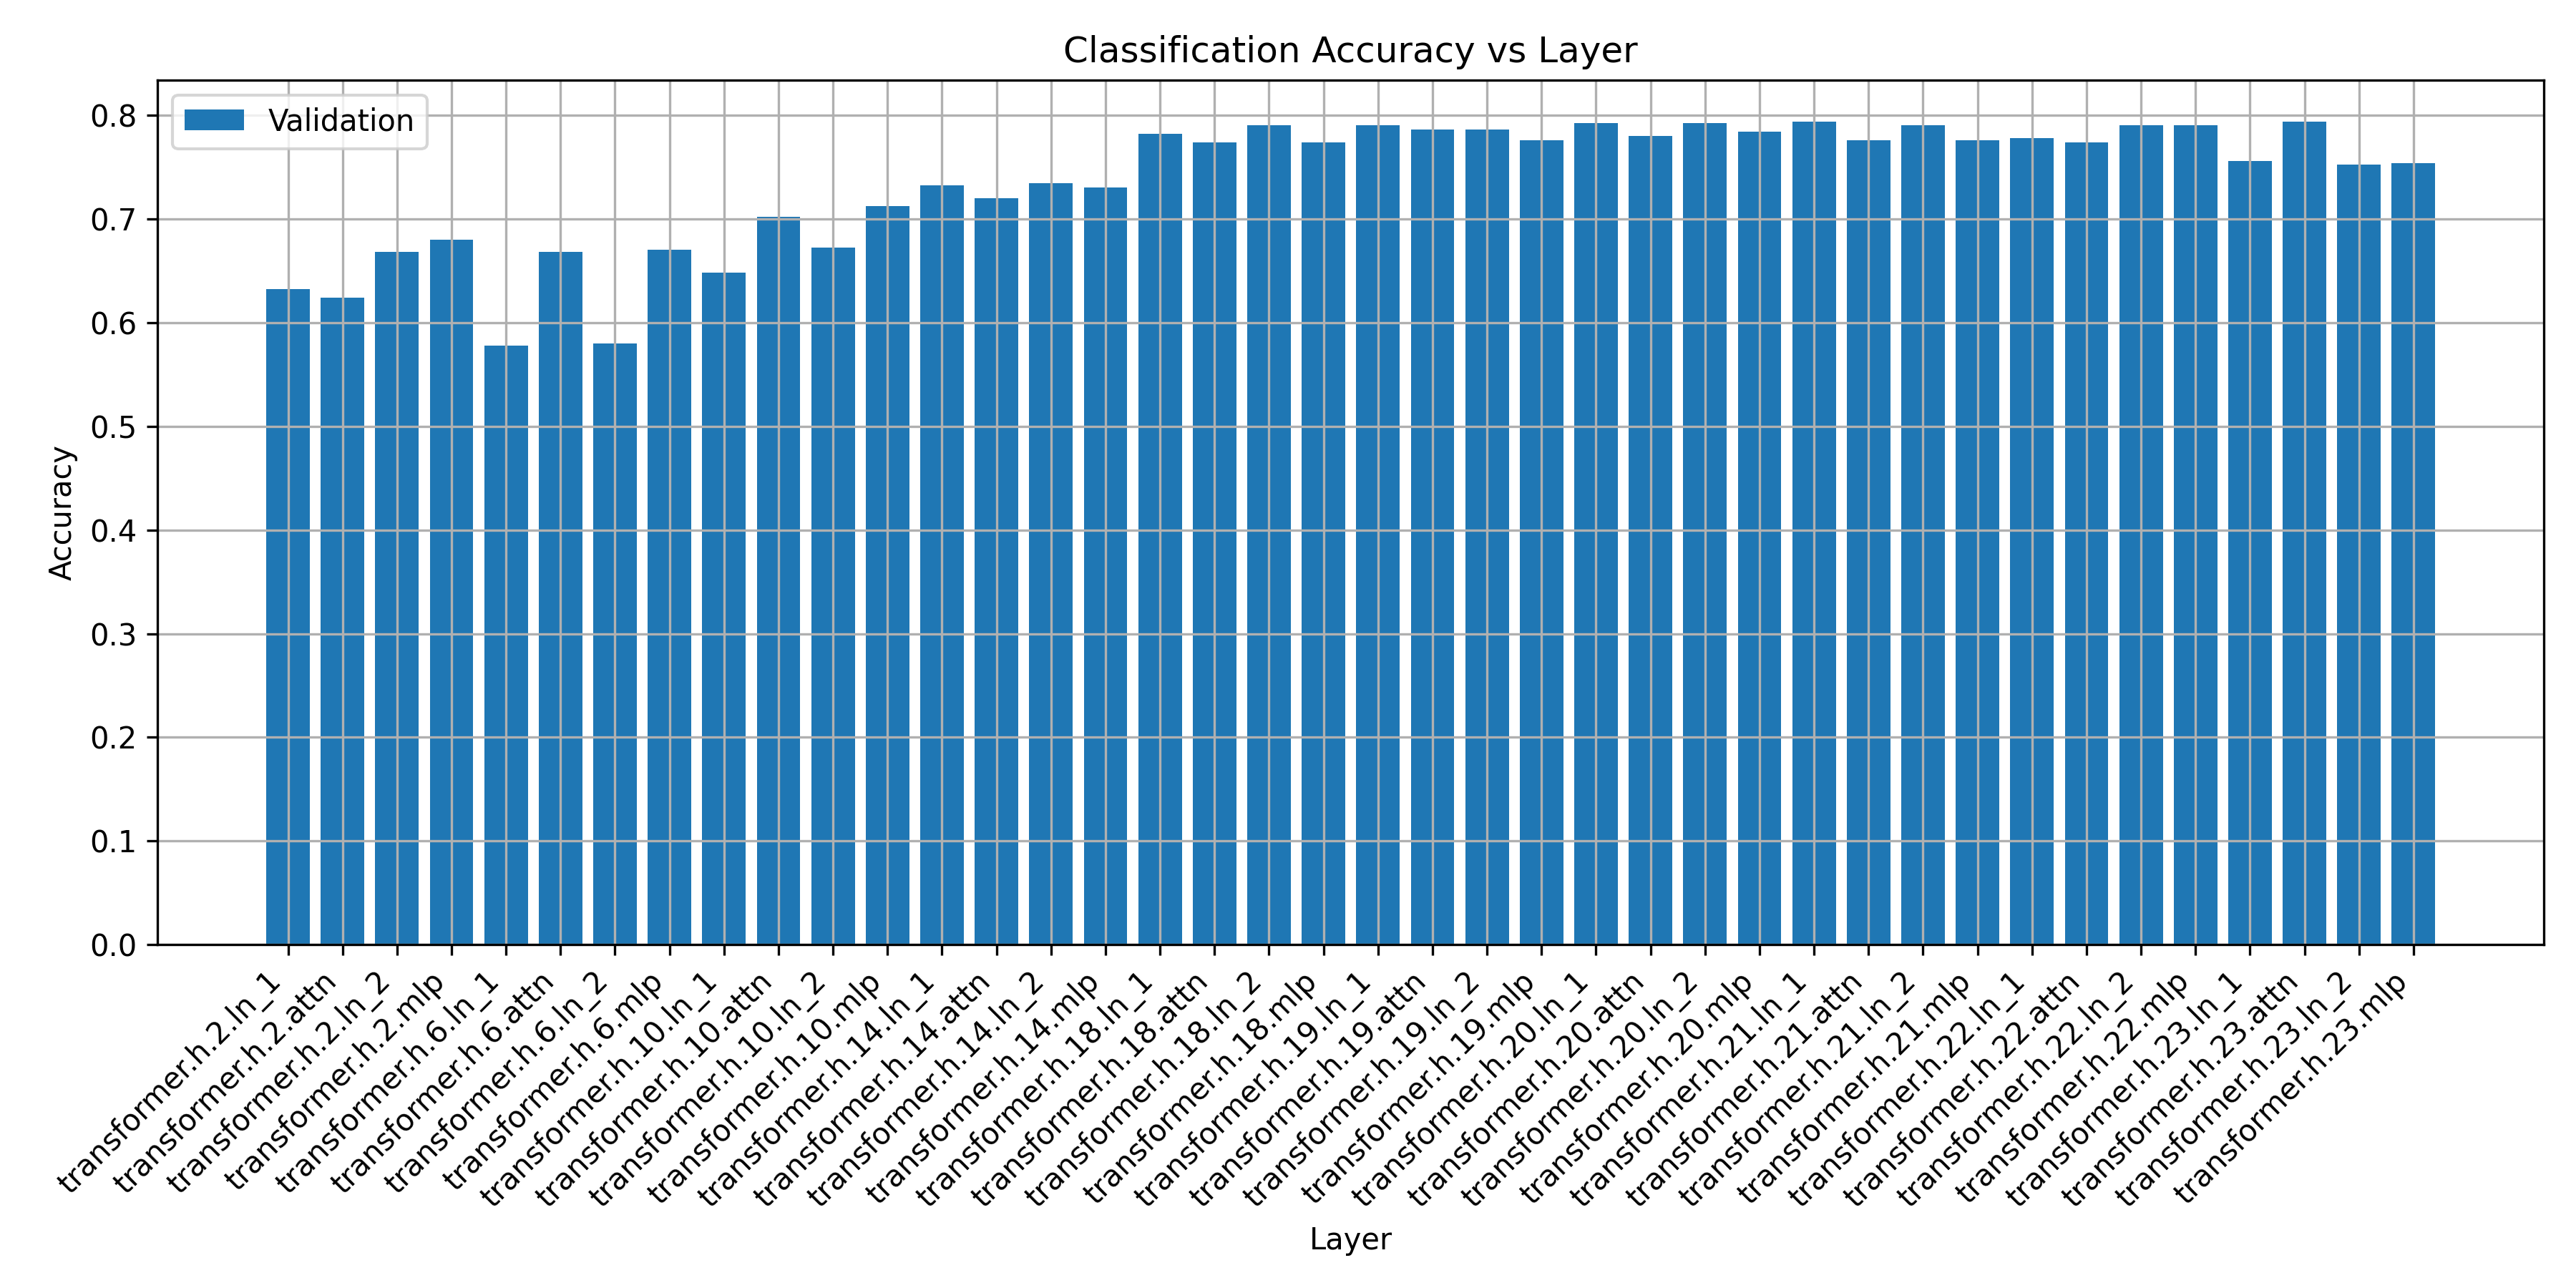 Classification Accuracy vs Layer
Validation
0.8
0.7
0.6
0.5
0.4
0.3
0.2
0.1
0.0
Accuracy
transformer.h.2.ln_1
transformer.h.2.attn
transformer.h.2.ln_2
transformer.h.2.mlp
transformer.h.6.ln_1
transformer.h.6.attn
transformer.h.6.ln_2
transformer.h.6.mlp
transformer.h.10.ln_1
transformer.h.10.attn
transformer.h.10.ln_2
transformer.h.10.mlp
transformer.h.14.ln_1
transformer.h.14.attn
transformer.h.14.ln_2
transformer.h.14.mlp
transformer.h.18.ln_1
transformer.h.18.attn
transformer.h.18.ln_2
transformer.h.18.mlp
transformer.h.19.ln_1
transformer.h.19.attn
transformer.h.19.ln_2
transformer.h.19.mlp
transformer.h.20.ln_1
transformer.h.20.attn
transformer.h.20.ln_2
transformer.h.20.mlp
transformer.h.21.ln_1
transformer.h.21.attn
transformer.h.21.ln_2
transformer.h.21.mlp
transformer.h.22.ln_1
transformer.h.22.attn
transformer.h.22.ln_2
transformer.h.22.mlp
transformer.h.23.ln_1
transformer.h.23.attn
transformer.h.23.ln_2
transformer.h.23.mlp
Layer